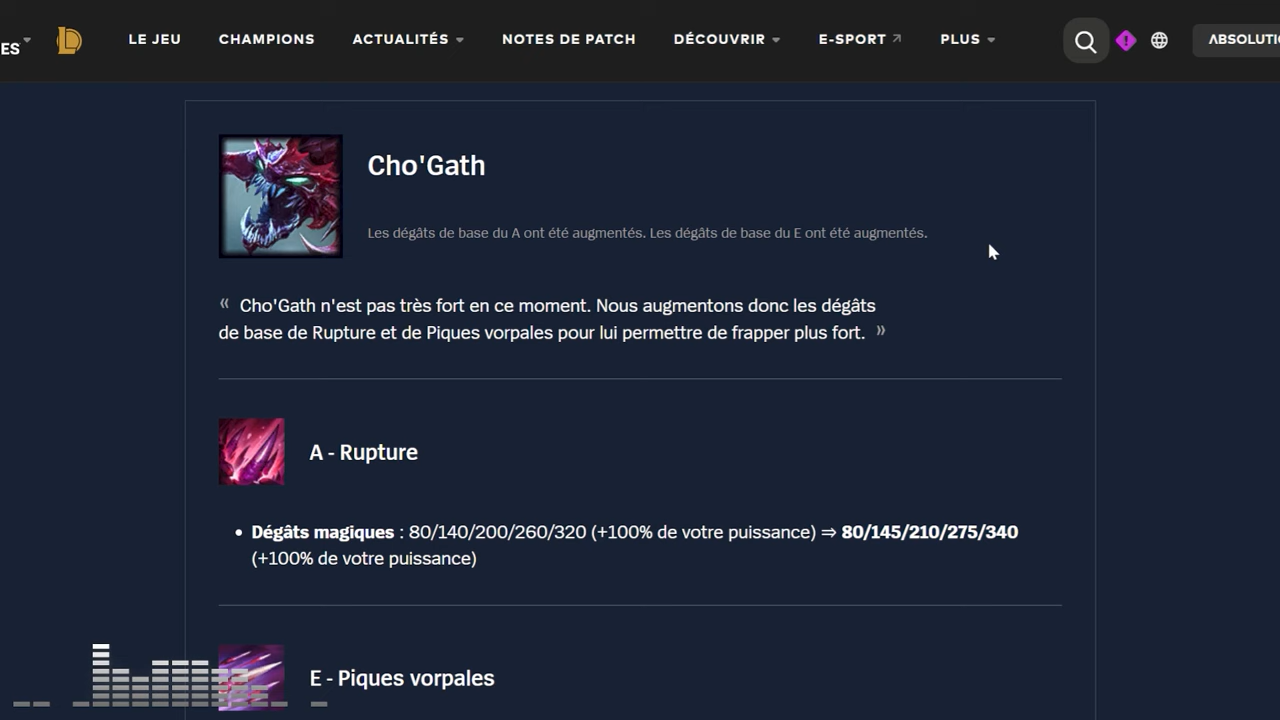 ES
LE JEU CHAMPIONS ACTUALITÉS NOTES DE PATCH DÉCOUVRIR E-SPORT PLUS
Cho'Gath
Les dégâts de base du A ont été augmentés. Les dégâts de base du E ont été augmentés.
« Cho'Gath n'est pas très fort en ce moment. Nous augmentons donc les dégâts
de base de Rupture et de Piques vorpales pour lui permettre de frapper plus fort. »
A - Rupture
• Dégâts magiques : 80/140/200/260/320 (+100% de votre puissance) ⇒ 80/145/210/275/340
(+100% de votre puissance)
E - Piques vorpales